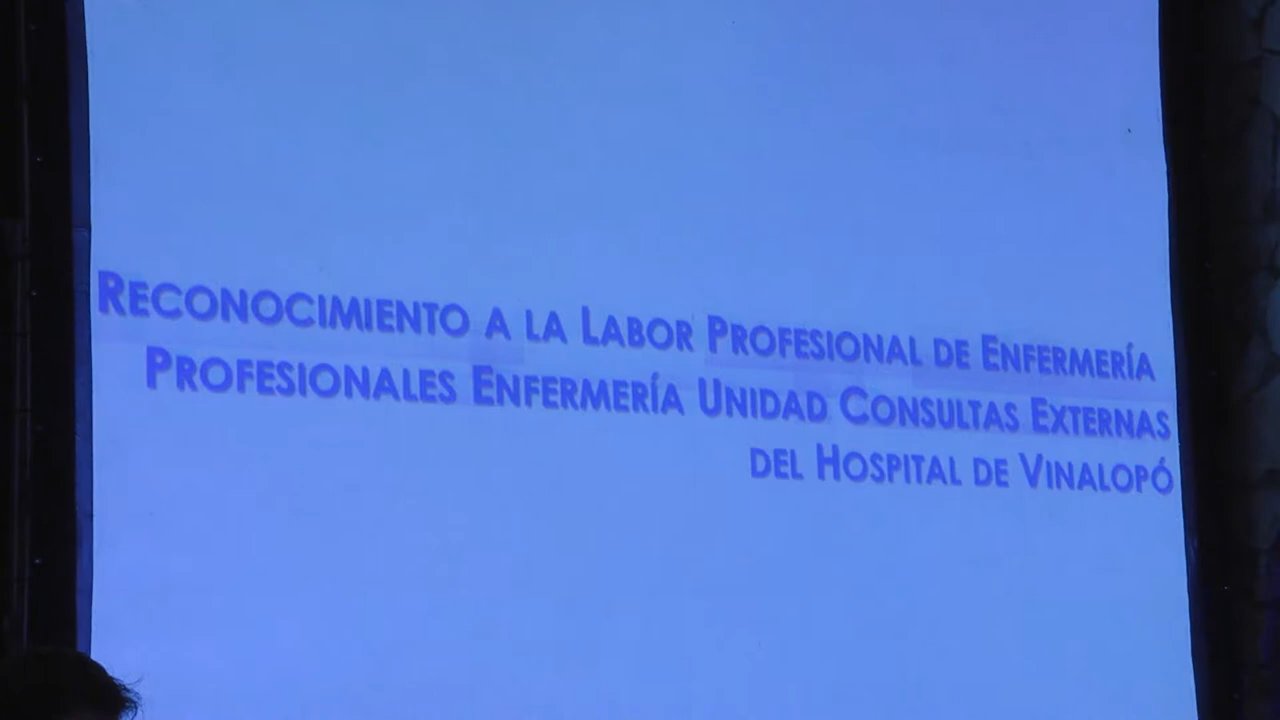 Reconocimiento a la Labor Profesional de Enfermería
Profesionales Enfermería Unidad Consultas Externas
del Hospital de Vinalopó